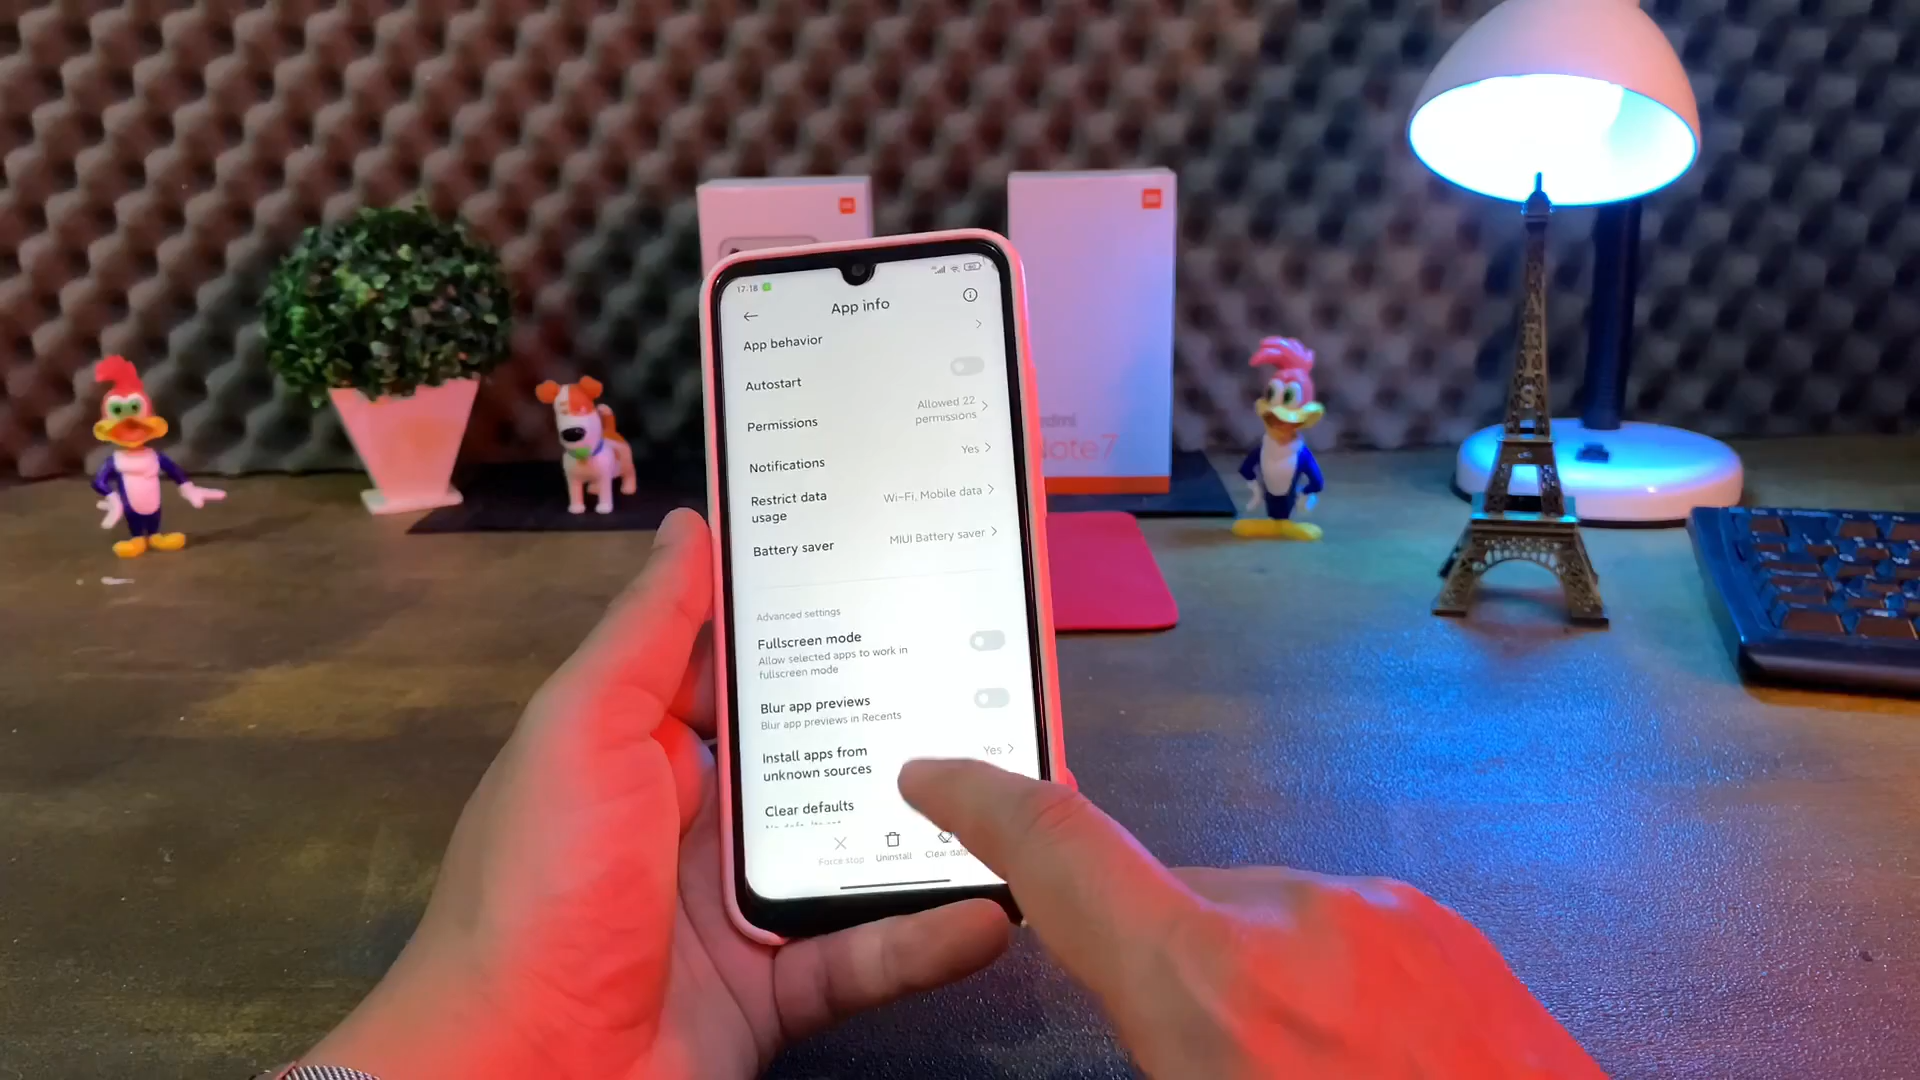 17:18
App info
App behavior
Autostart
Permissions
Allowed 22
permissions
Notifications
Yes
Restrict data
usage
Wi-Fi, Mobile data
Battery saver
MIUI Battery saver
Advanced settings
Fullscreen mode
Allow selected apps to work in
fullscreen mode
Blur app previews
Blur app previews in Recents
Install apps from
unknown sources
Yes
Clear defaults
Force stop
Uninstall
Clear data